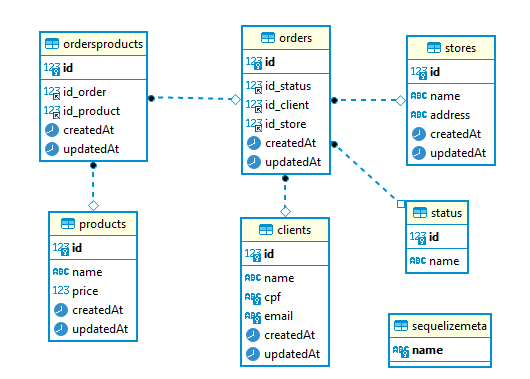 ordersproducts
123 id
123 id_order
123 id_product
createdAt
updatedAt
orders
123 id
123 id_status
123 id_client
123 id_store
createdAt
updatedAt
stores
123 id
ABC name
ABC address
createdAt
updatedAt
products
123 id
ABC name
123 price
createdAt
updatedAt
clients
123 id
ABC name
ABC cpf
ABC email
createdAt
updatedAt
status
123 id
ABC name
sequelizemeta
ABC name